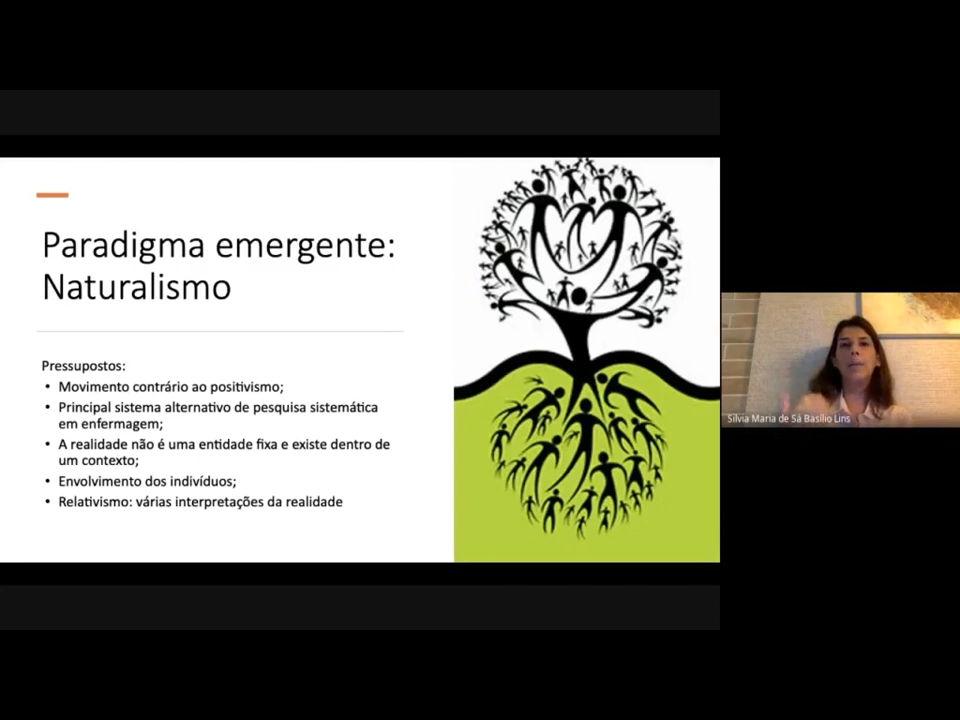 Paradigma emergente:
Naturalismo
Pressupostos:
• Movimento contrário ao positivismo;
• Principal sistema alternativo de pesquisa sistemática
em enfermagem;
• A realidade não é uma entidade fixa e existe dentro de
um contexto;
• Envolvimento dos indivíduos;
• Relativismo: várias interpretações da realidade
Sílvia Maria de Sá Basílio Lins